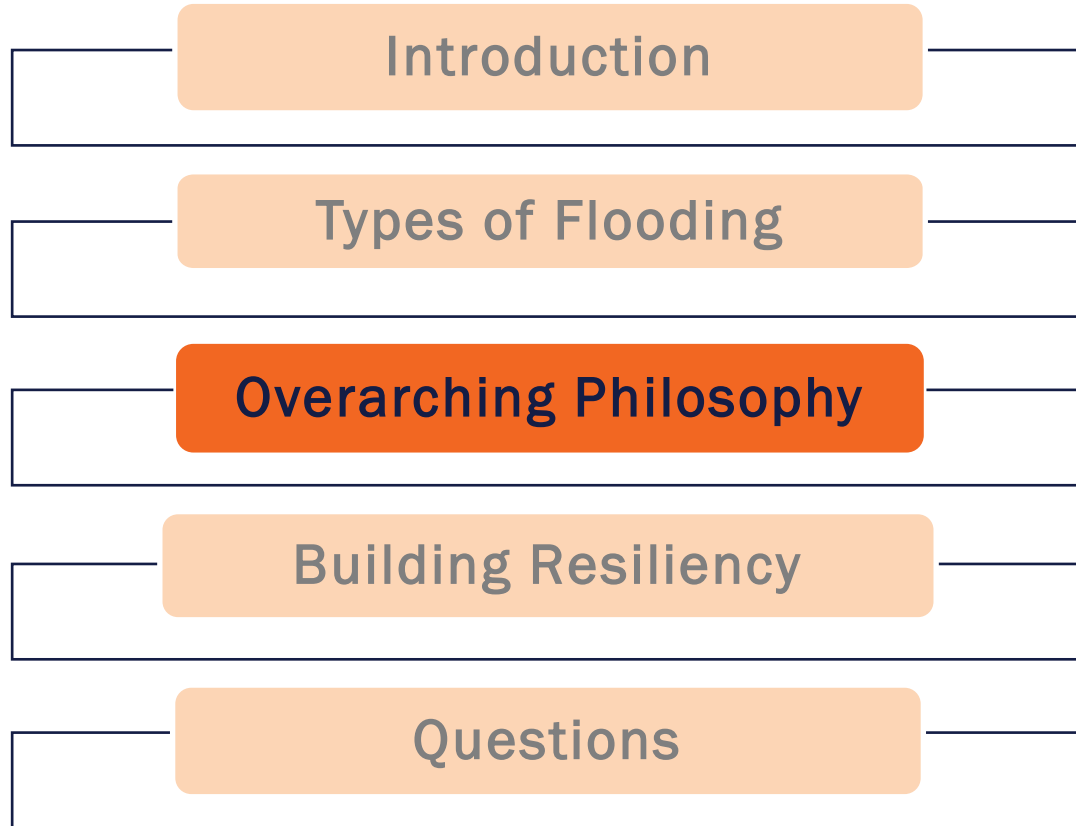 Introduction
Types of Flooding
Overarching Philosophy
Building Resiliency
Questions